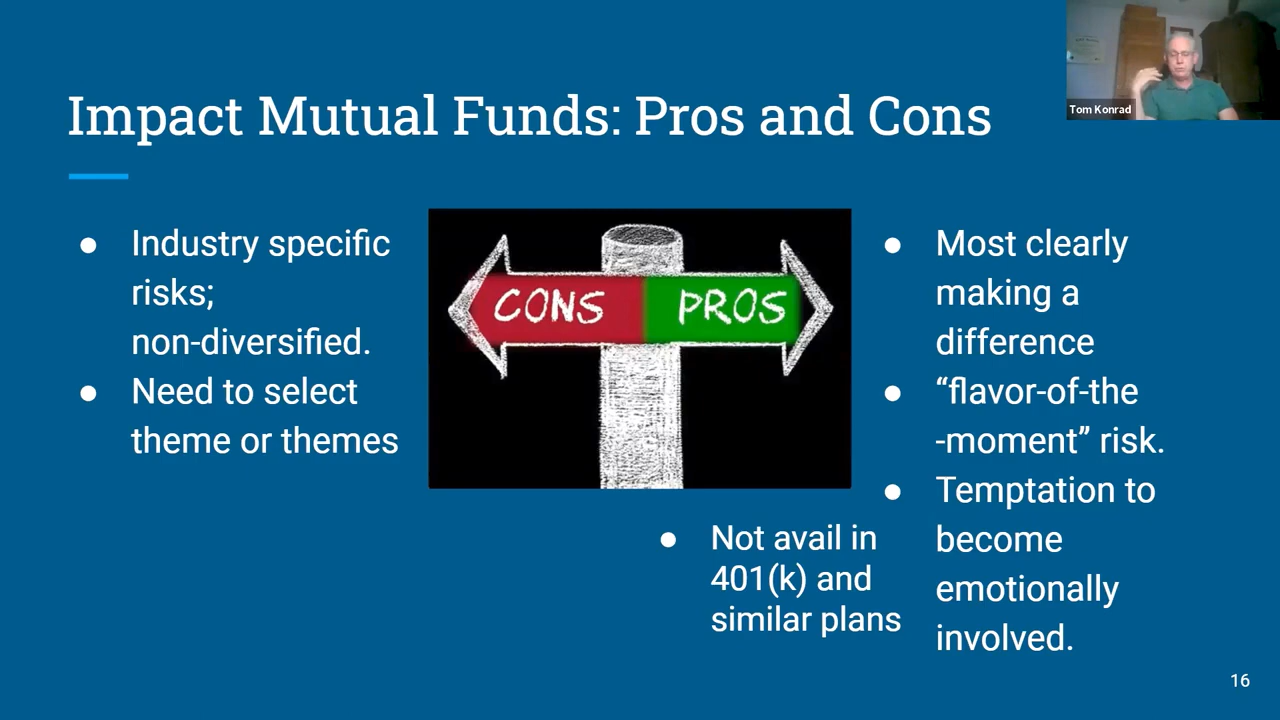 Impact Mutual Funds: Pros and Cons
Tom Konrad
● Industry specific
risks;
non-diversified.
● Need to select
theme or themes
CONS PROS
● Most clearly
making a
difference
● “flavor-of-the
-moment” risk.
● Temptation to
become
emotionally
involved.
● Not avail in
401(k) and
similar plans
16